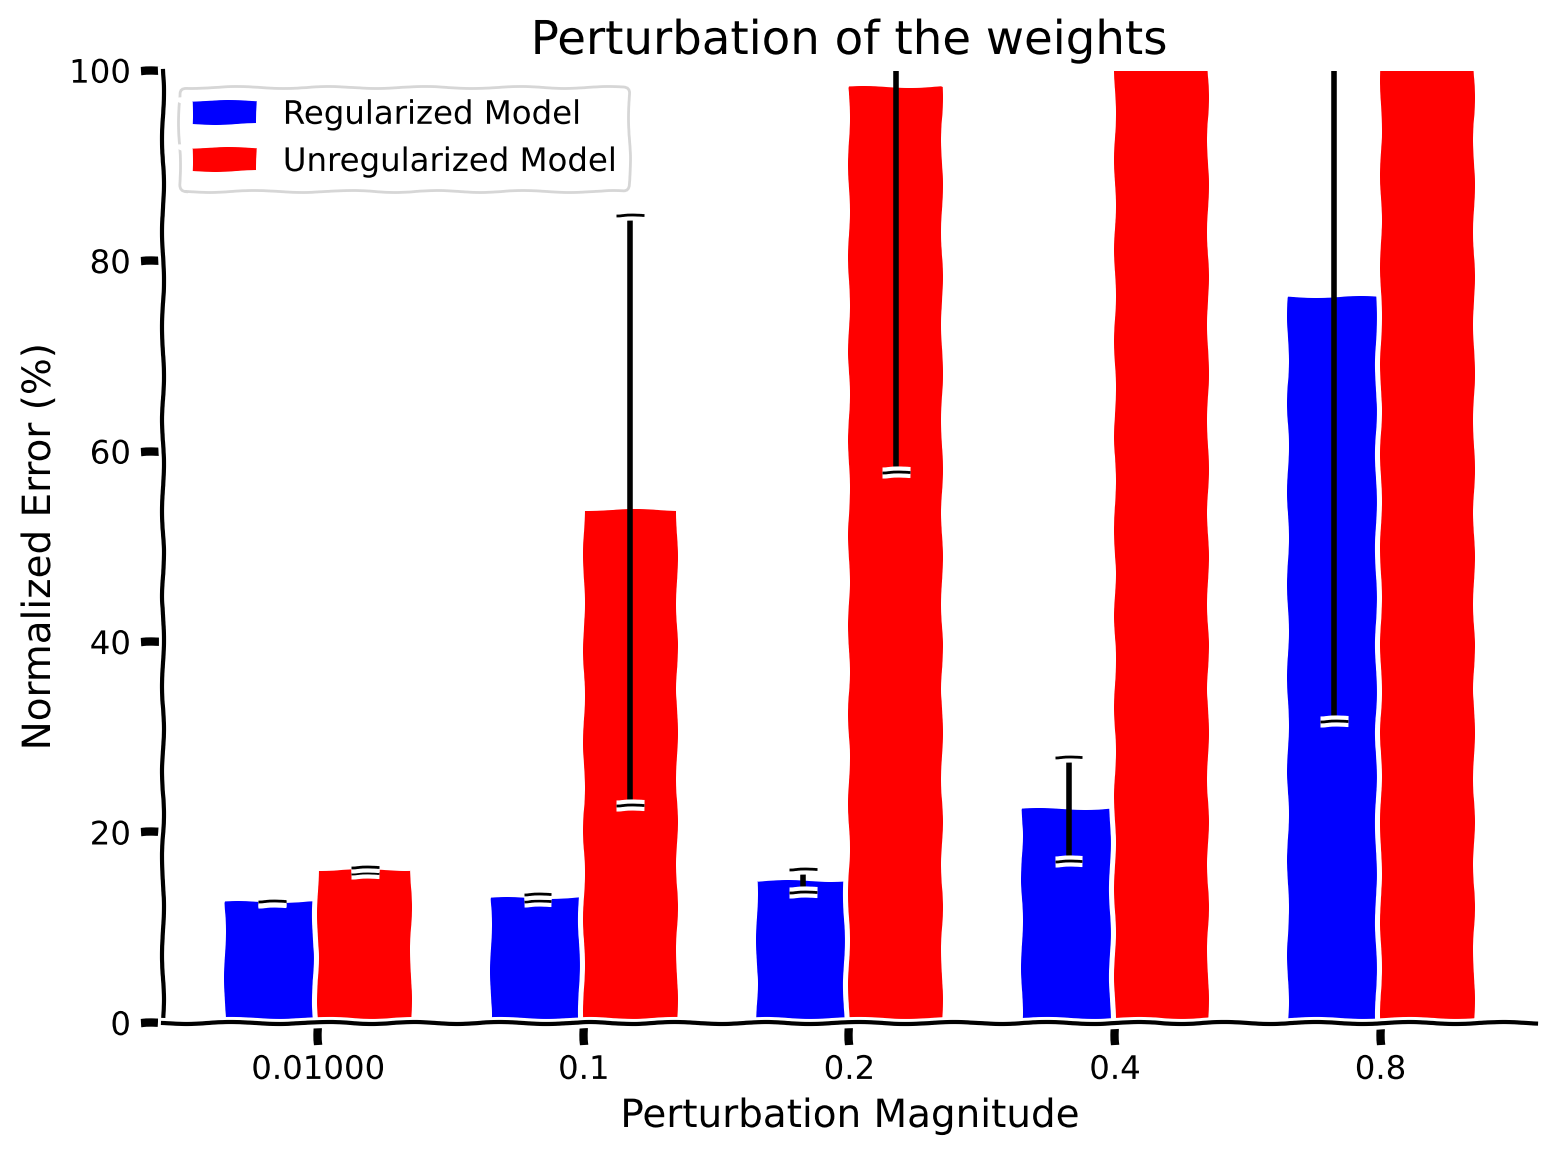 Perturbation of the weights
Regularized Model
Unregularized Model
Normalized Error (%)
100
80
60
40
20
0
0.01000 0.1 0.2 0.4 0.8
Perturbation Magnitude